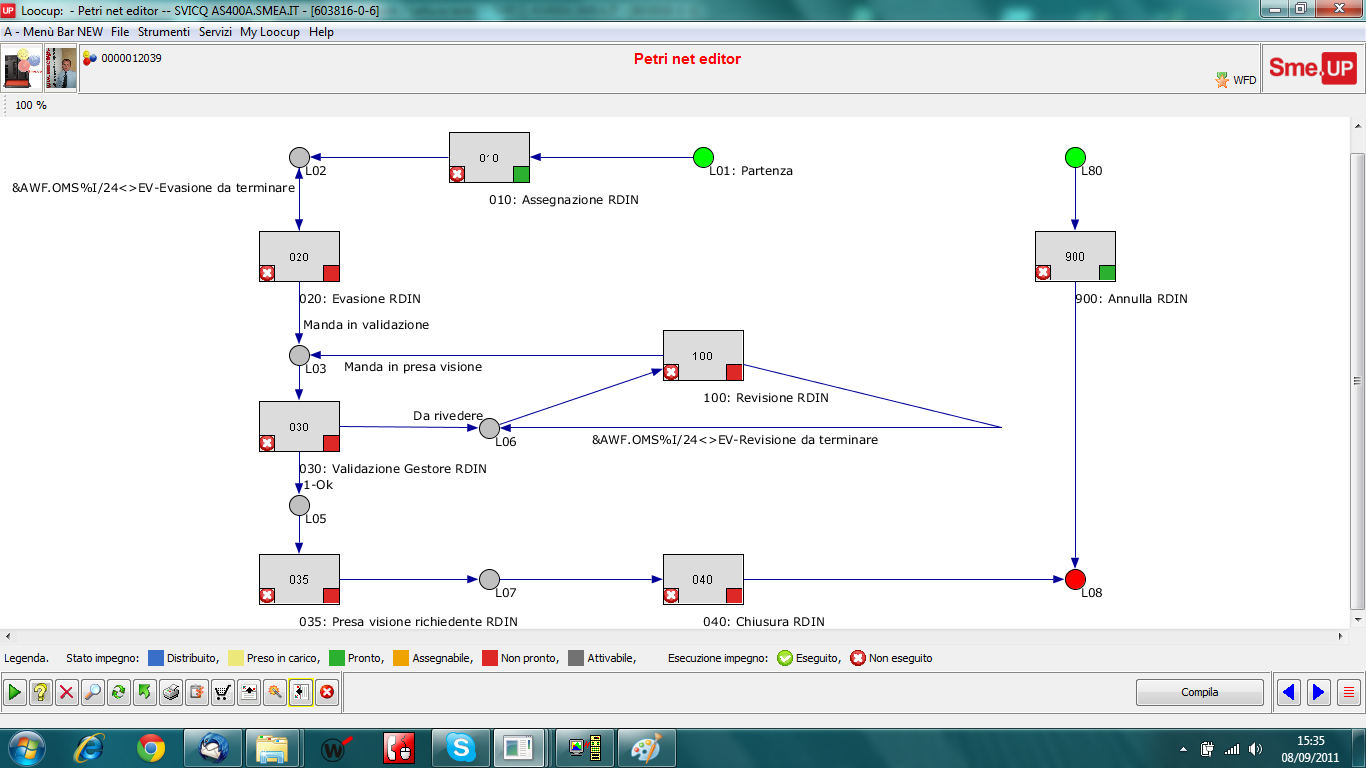 UP Loocup: - Petri net editor -- SVICQ AS400A.SMEA.IT - [603816-0-6]
A - Menù Bar NEW File Strumenti Servizi My Loocup Help
0000012039
Petri net editor
WFD
Sme.UP
100 %
010
L02
L01: Partenza
L80
&AWF.OMS%I/24<>EV-Evasione da terminare
010: Assegnazione RDIN
020
900
020: Evasione RDIN
900: Annulla RDIN
Manda in validazione
100
L03
Manda in presa visione
100: Revisione RDIN
Da rivedere
030
L06
&AWF.OMS%I/24<>EV-Revisione da terminare
030: Validazione Gestore RDIN
1-Ok
L05
035
L07
040
L08
035: Presa visione richiedente RDIN
040: Chiusura RDIN
Legenda. Stato impegno: Distribuito, Preso in carico, Pronto, Assegnabile, Non pronto, Attivabile, Esecuzione impegno: Eseguito, Non eseguito
Compila
15:35
08/09/2011